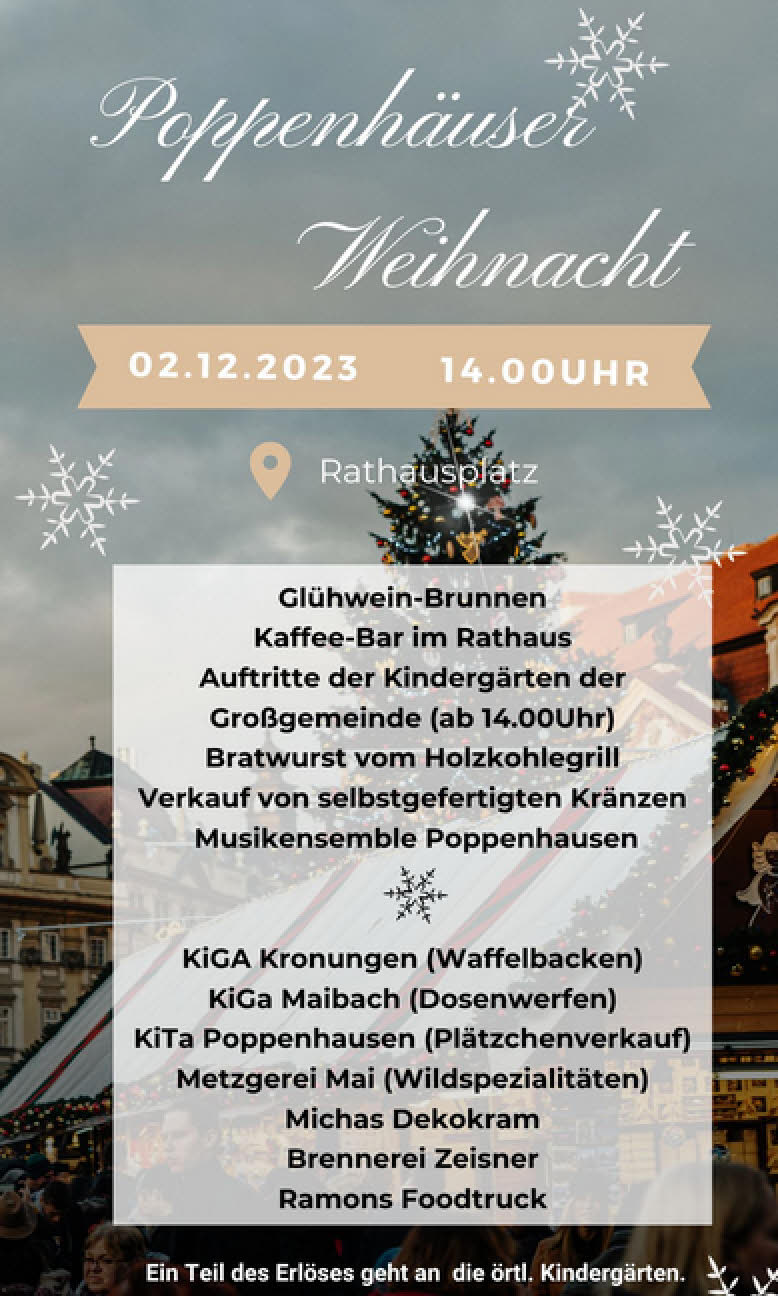 Poppenhäuser
Weihnacht
02.12.2023 14.00UHR
Rathausplatz
Glühwein-Brunnen
Kaffee-Bar im Rathaus
Auftritte der Kindergärten der
Großgemeinde (ab 14.00Uhr)
Bratwurst vom Holzkohlegrill
Verkauf von selbstgefertigten Kränzen
Musikensemble Poppenhausen
KiGA Kronungen (Waffelbacken)
KiGa Maibach (Dosenwerfen)
KiTa Poppenhausen (Plätzchenverkauf)
Metzgerei Mai (Wildspezialitäten)
Michas Dekokram
Brennerei Zeisner
Ramons Foodtruck
Ein Teil des Erlöses geht an  die örtl. Kindergärten.